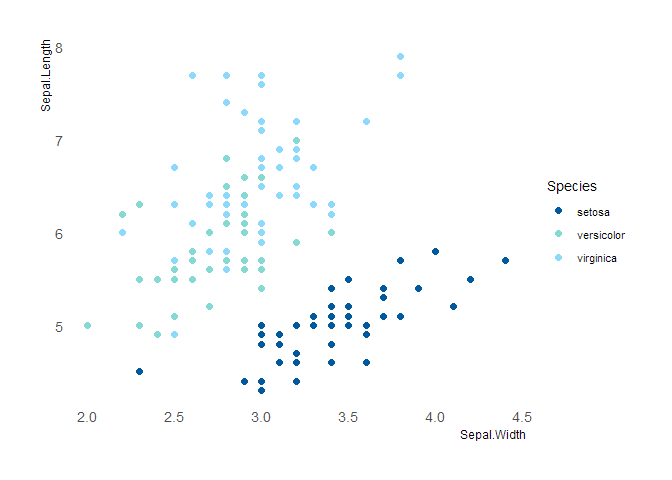 Sepal.Length
8
7
6
5
2.0 2.5 3.0 3.5 4.0 4.5
Sepal.Width
Species
setosa
versicolor
virginica